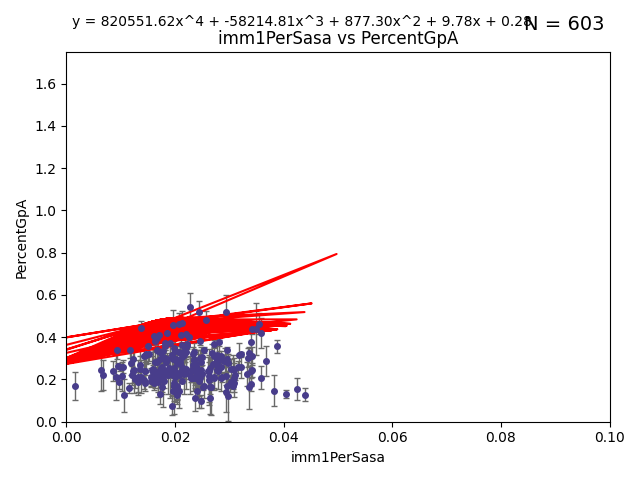 y = 820551.62x^4 + -58214.81x^3 + 877.30x^2 + 9.78x + 0.28
N = 603
imm1PerSasa vs PercentGpA
PercentGpA
1.6
1.4
1.2
1.0
0.8
0.6
0.4
0.2
0.0
0.00 0.02 0.04 0.06 0.08 0.10
imm1PerSasa